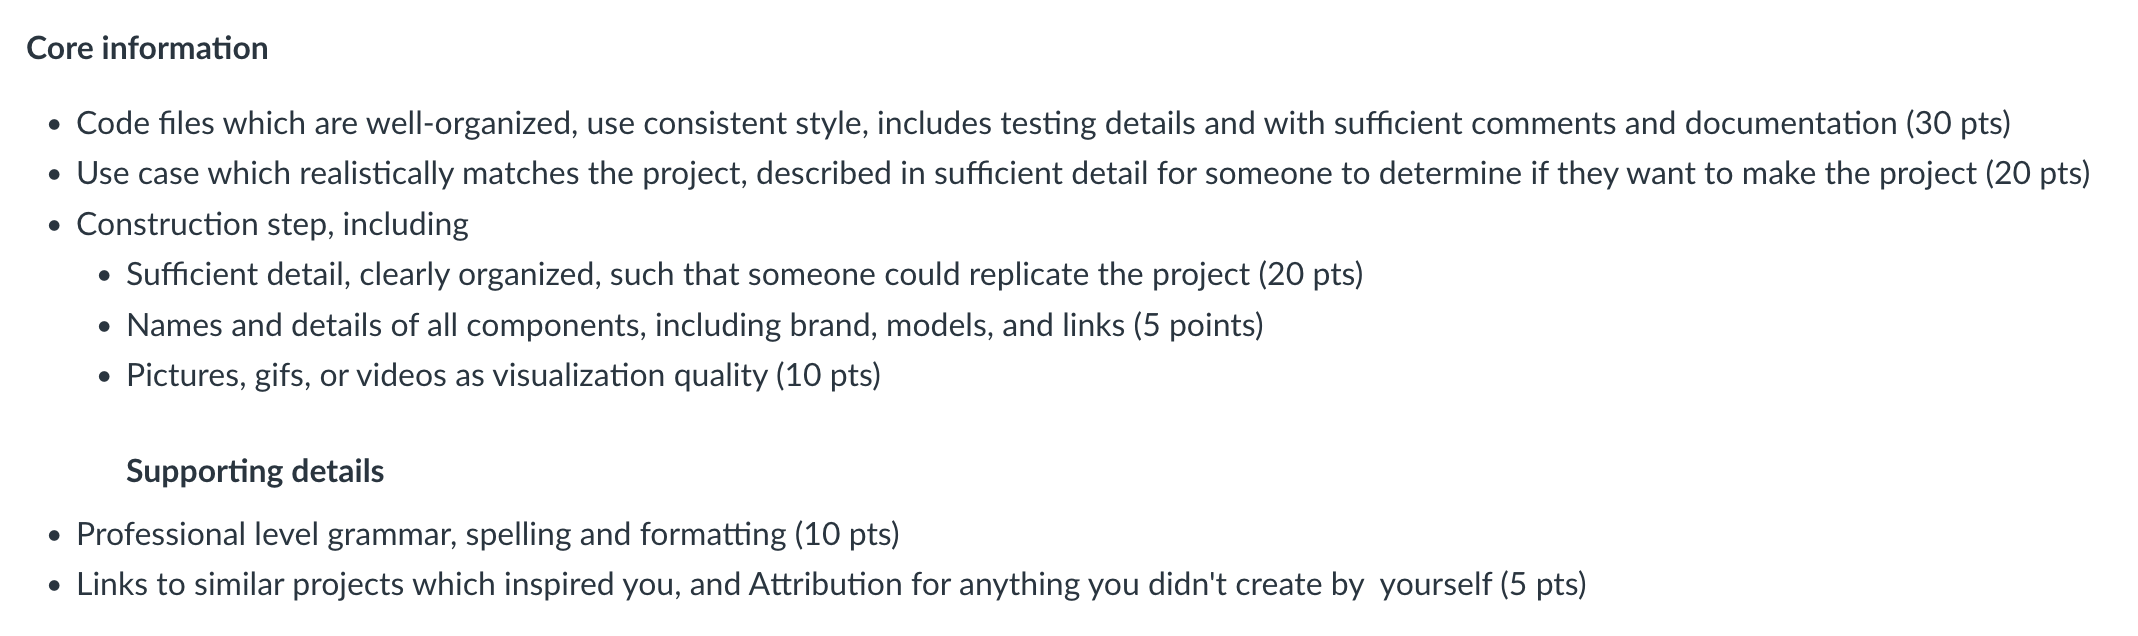 Core information
• Code files which are well-organized, use consistent style, includes testing details and with sufficient comments and documentation (30 pts)
• Use case which realistically matches the project, described in sufficient detail for someone to determine if they want to make the project (20 pts)
• Construction step, including
• Sufficient detail, clearly organized, such that someone could replicate the project (20 pts)
• Names and details of all components, including brand, models, and links (5 points)
• Pictures, gifs, or videos as visualization quality (10 pts)
Supporting details
• Professional level grammar, spelling and formatting (10 pts)
• Links to similar projects which inspired you, and Attribution for anything you didn't create by  yourself (5 pts)